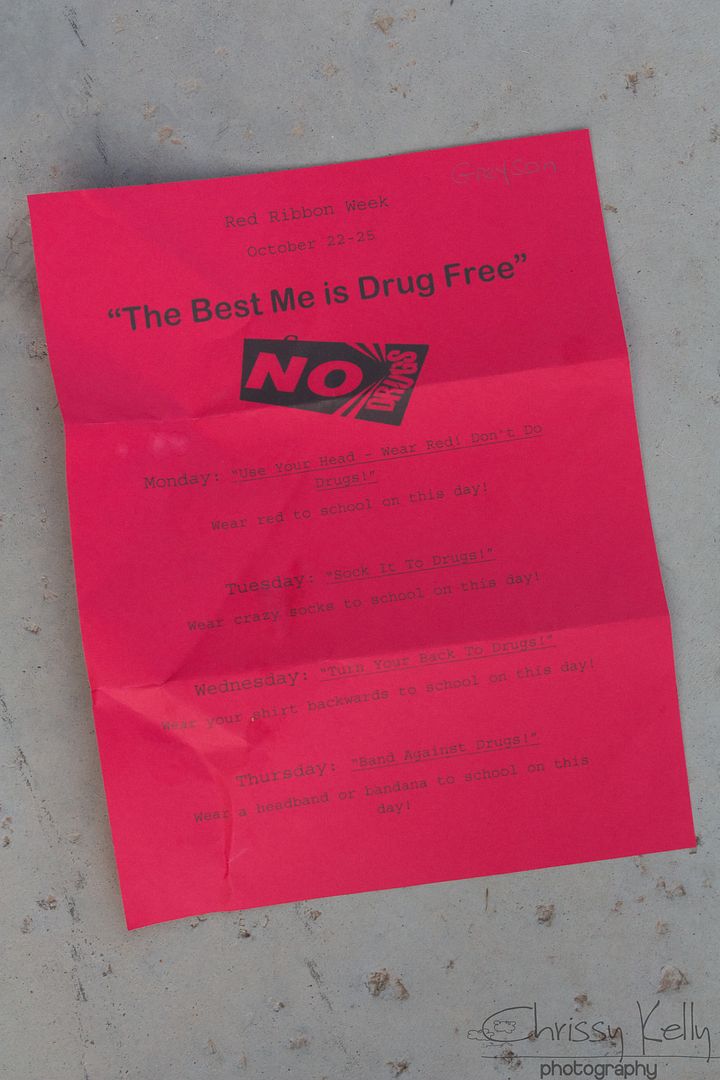 Greyson
Red Ribbon Week
October 22-25
“The Best Me is Drug Free”
NO DRUGS
Monday: “Use Your Head – Wear Red! Don’t Do
Drugs!”
Wear red to school on this day!
Tuesday: “Sock It To Drugs!”
Wear crazy socks to school on this day!
Wednesday: “Turn Your Back To Drugs!”
Wear your shirt backwards to school on this day!
Thursday: “Band Against Drugs!”
Wear a headband or bandana to school on this
day!
Chrissy Kelly
photography